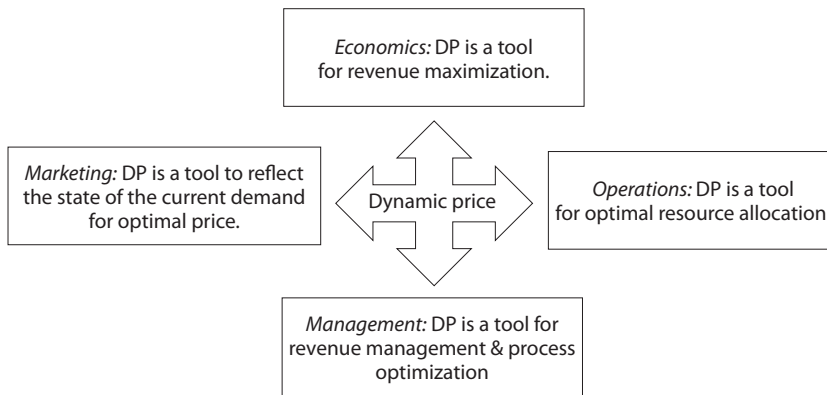 Economics: DP is a tool
for revenue maximization.
Marketing: DP is a tool to reflect
the state of the current demand
for optimal price.
Dynamic price
Operations: DP is a tool
for optimal resource allocation
Management: DP is a tool for
revenue management & process
optimization